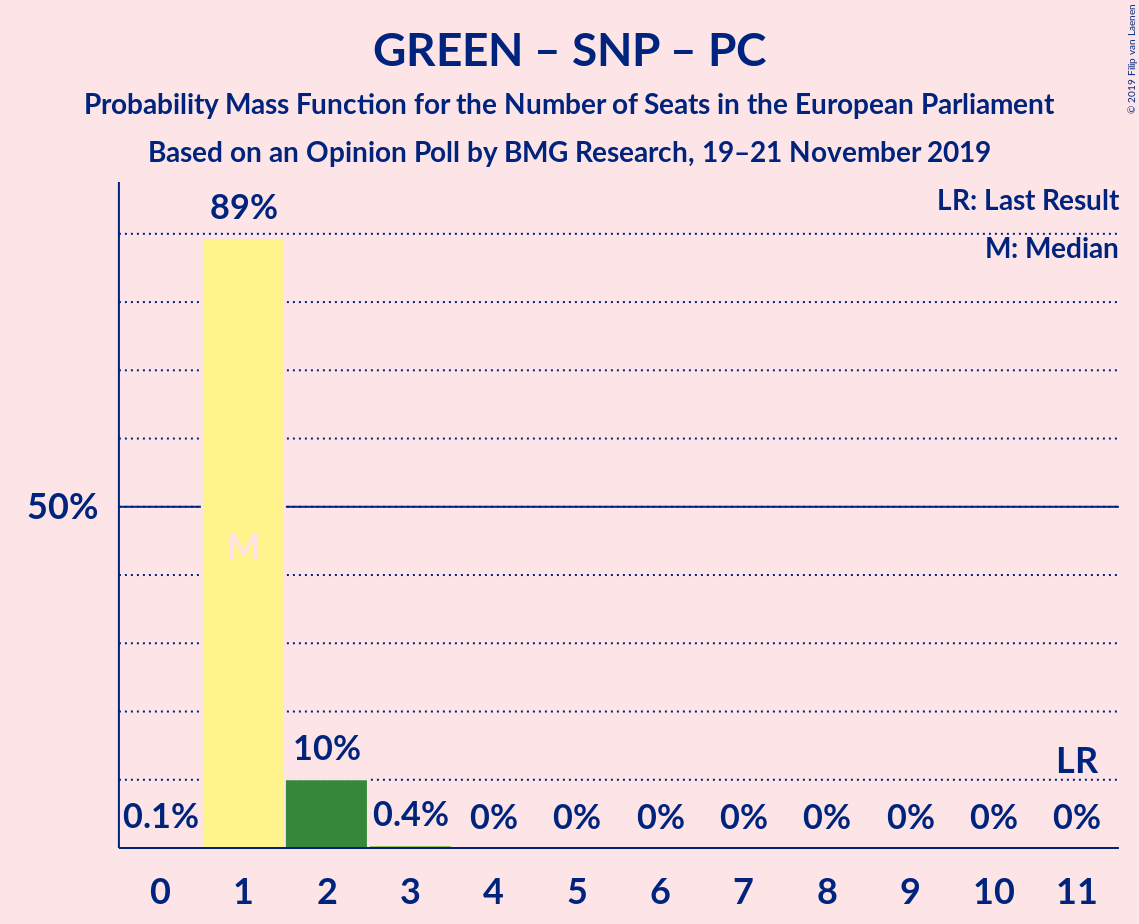 GREEN – SNP – PC
Probability Mass Function for the Number of Seats in the European Parliament
Based on an Opinion Poll by BMG Research, 19–21 November 2019
© 2019 Filip van Laenen
LR: Last Result
M: Median
89%
50%
M
10%
LR
0.1%
0.4% 0% 0% 0% 0% 0% 0% 0% 0%
0 1 2 3 4 5 6 7 8 9 10 11